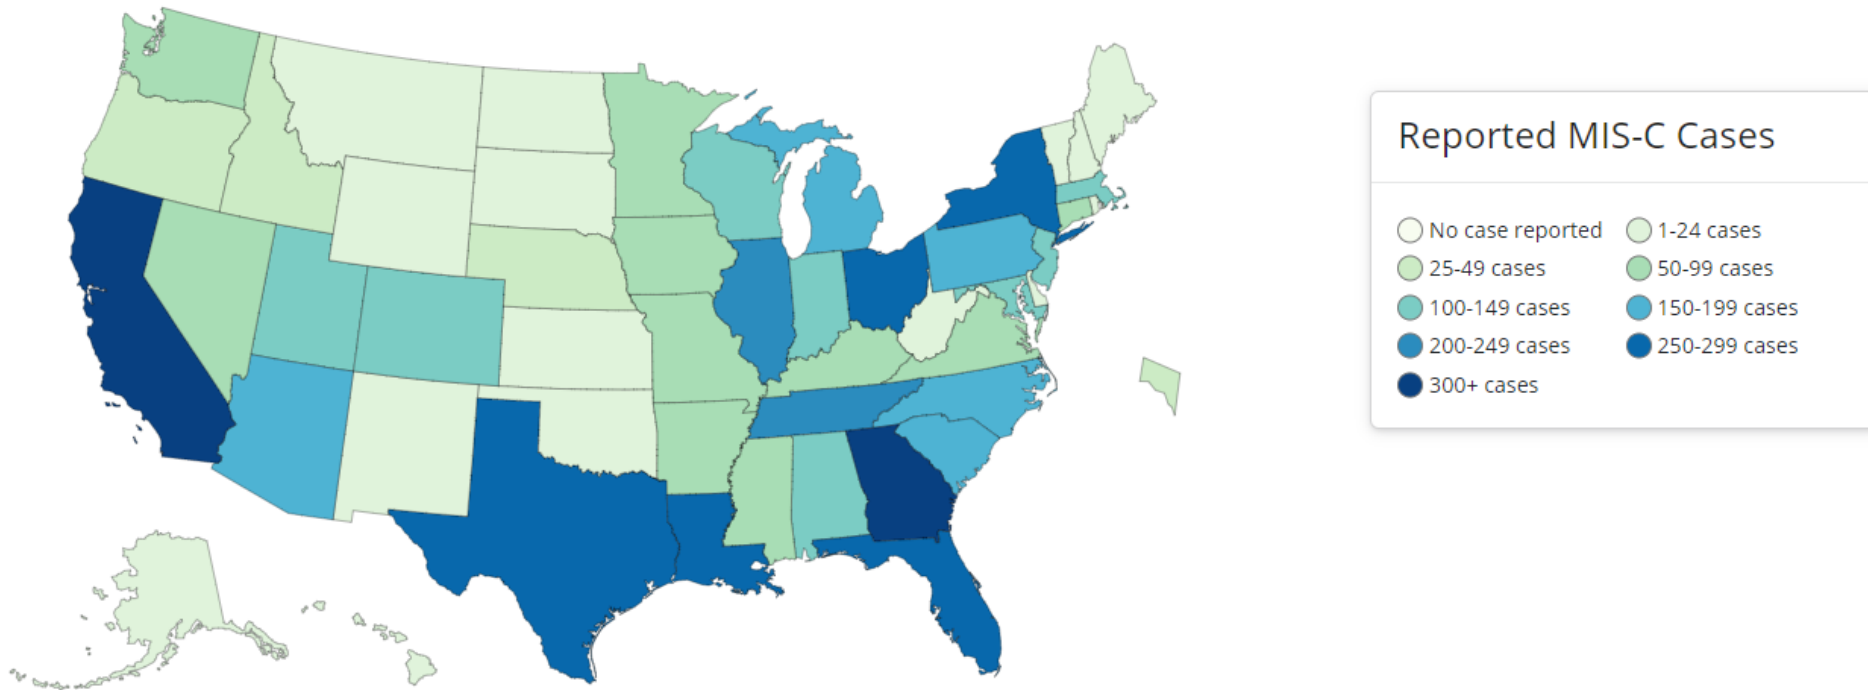 Reported MIS-C Cases
No case reported 1-24 cases
25-49 cases 50-99 cases
100-149 cases 150-199 cases
200-249 cases 250-299 cases
300+ cases